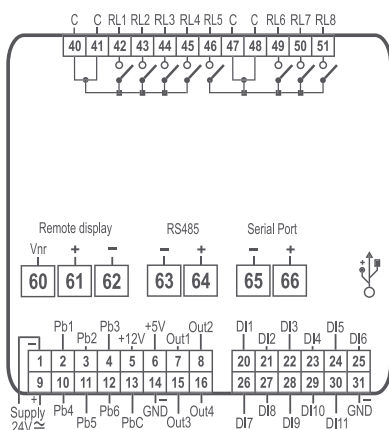 C C RL1 RL2 RL3 RL4 RL5 C C RL6 RL7 RL8
40 41 42 43 44 45 46 47 48 49 50 51
Remote display RS485 Serial Port
Vnr + − − + − +
60 61 62 63 64 65 66
Pb1 Pb3 +5V Out2 DI1 DI3 DI5
Pb2 +12V Out1 DI2 DI4 DI6
− 1 2 3 4 5 6 7 8 20 21 22 23 24 25
9 10 11 12 13 14 15 16 26 27 28 29 30 31
+ − −
Supply Pb4 Pb6 GND Out4 DI8 DI10 GND
24V ≃ Pb5 PbC Out3 DI7 DI9 DI11